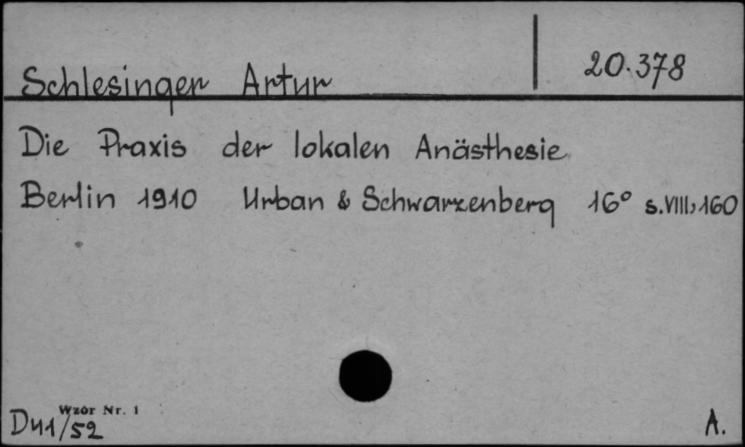 Schlesinger Artur
20.378
Die Praxis der lokalen Anästhesie
Berlin 1910 Urban & Schwarzenberg 16° s.VIII,160
Wzór Nr. 1
Du1/52
A.